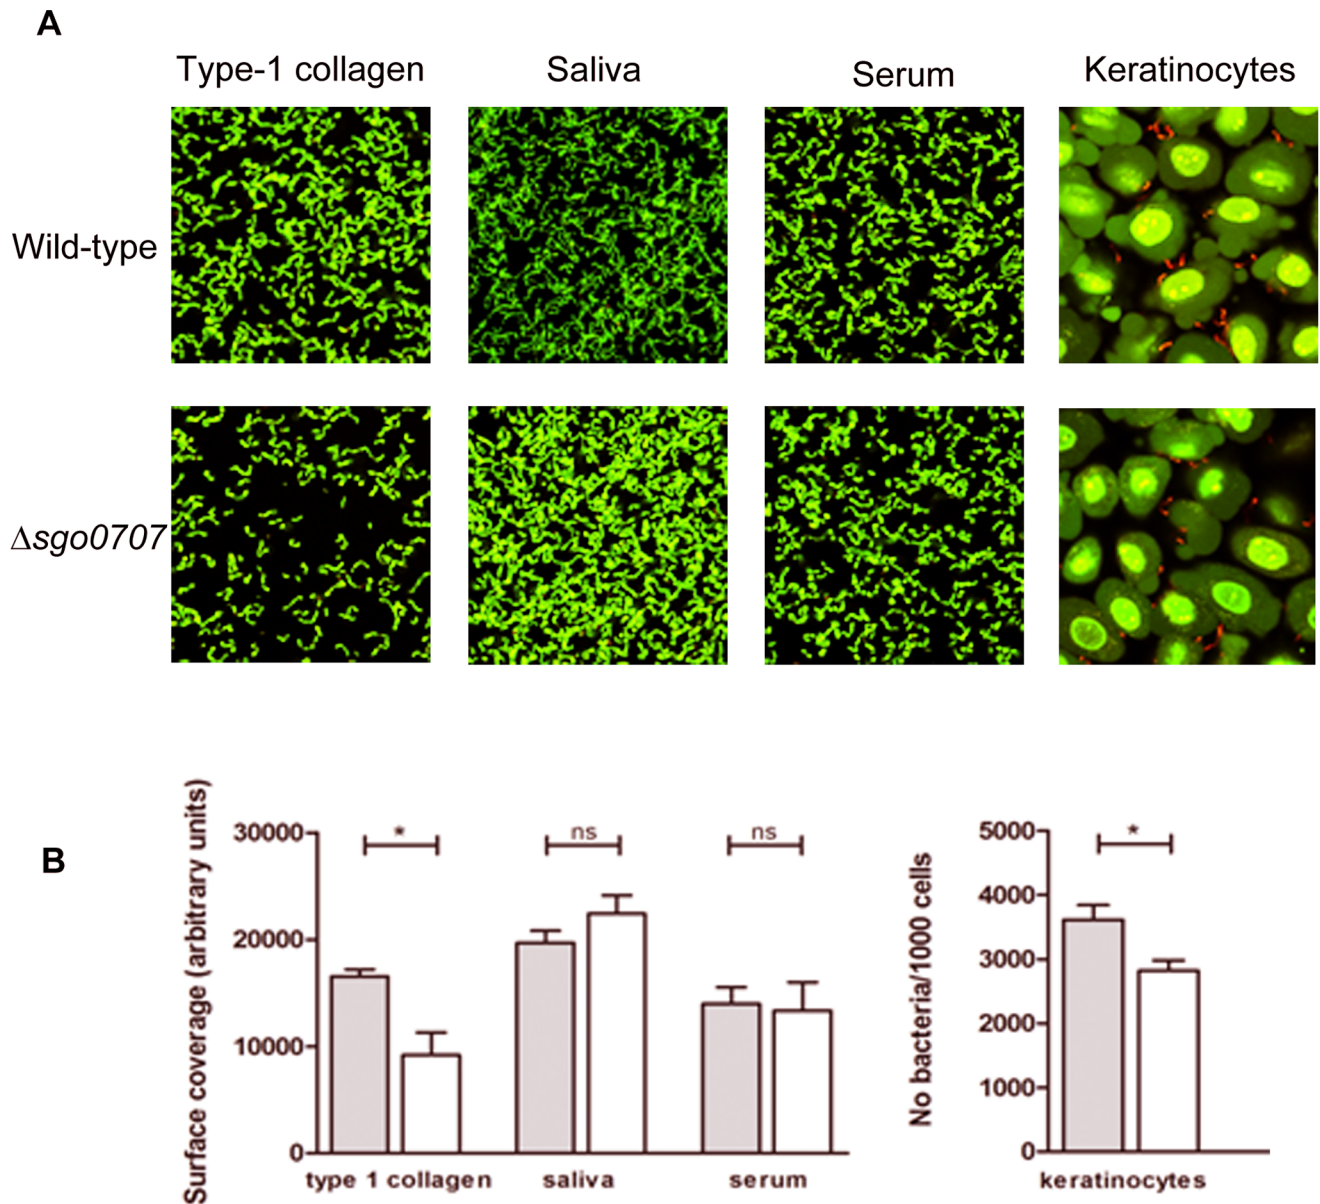 A
Type-1 collagen
Saliva
Serum
Keratinocytes
Wild-type
Δsgo0707
B
Surface coverage (arbitrary units)
30000
20000
10000
0
*
ns
ns
type 1 collagen
saliva
serum
No bacteria/1000 cells
5000
4000
3000
2000
1000
0
*
keratinocytes